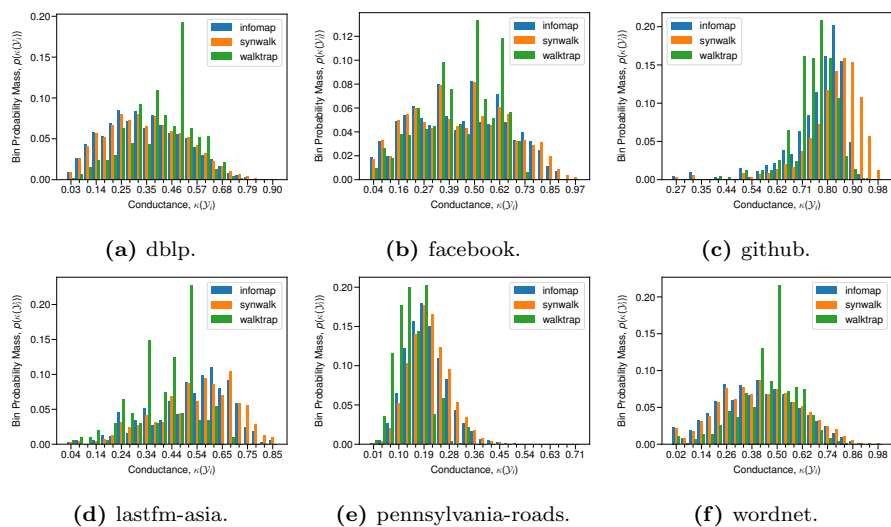 0.20
0.15
0.10
0.05
0.00
Bin Probability Mass, p(κ(𝒴ᵢ))
infomap
synwalk
walktrap
0.03 0.14 0.25 0.35 0.46 0.57 0.68 0.79 0.90
Conductance, κ(𝒴ᵢ)
(a) dblp.
0.14
0.12
0.10
0.08
0.06
0.04
0.02
0.00
Bin Probability Mass, p(κ(𝒴ᵢ))
infomap
synwalk
walktrap
0.04 0.16 0.27 0.39 0.50 0.62 0.73 0.85 0.97
Conductance, κ(𝒴ᵢ)
(b) facebook.
0.20
0.15
0.10
0.05
0.00
Bin Probability Mass, p(κ(𝒴ᵢ))
infomap
synwalk
walktrap
0.27 0.35 0.44 0.53 0.62 0.71 0.80 0.89 0.98
Conductance, κ(𝒴ᵢ)
(c) github.
0.20
0.15
0.10
0.05
0.00
Bin Probability Mass, p(κ(𝒴ᵢ))
infomap
synwalk
walktrap
0.04 0.14 0.24 0.34 0.44 0.54 0.65 0.75 0.85
Conductance, κ(𝒴ᵢ)
(d) lastfm-asia.
0.20
0.15
0.10
0.05
0.00
Bin Probability Mass, p(κ(𝒴ᵢ))
infomap
synwalk
walktrap
0.01 0.10 0.19 0.28 0.36 0.45 0.54 0.63 0.71
Conductance, κ(𝒴ᵢ)
(e) pennsylvania-roads.
0.20
0.15
0.10
0.05
0.00
Bin Probability Mass, p(κ(𝒴ᵢ))
infomap
synwalk
walktrap
0.02 0.14 0.26 0.38 0.50 0.62 0.74 0.86 0.98
Conductance, κ(𝒴ᵢ)
(f) wordnet.